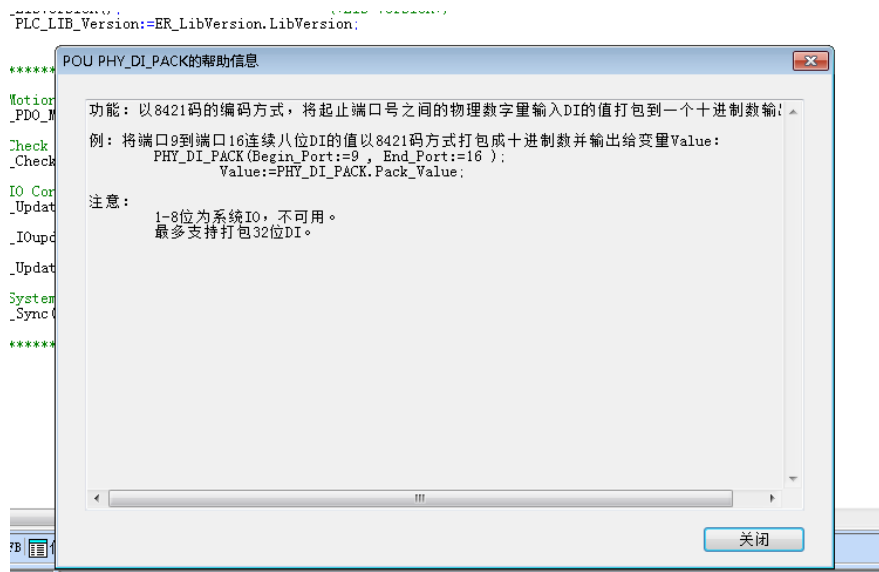 PLC_LIB_Version:=ER_LibVersion.LibVersion;
POU PHY_DI_PACK的帮助信息
******
_PDO_M
Check
_Check
功能：以8421码的编码方式，将起止端口号之间的物理数字量输入DI的值打包到一个十进制数输
例：将端口9到端口16连续八位DI的值以8421码方式打包成十进制数并输出给变量Value：
PHY_DI_PACK(Begin_Port:=9 , End_Port:=16 );
Value:=PHY_DI_PACK.Pack_Value;
IO Con
_Updat
注意：
1-8位为系统IO，不可用。
最多支持打包32位DI。
_IOupd
_Updat
System
_Sync(
******
关闭
FB